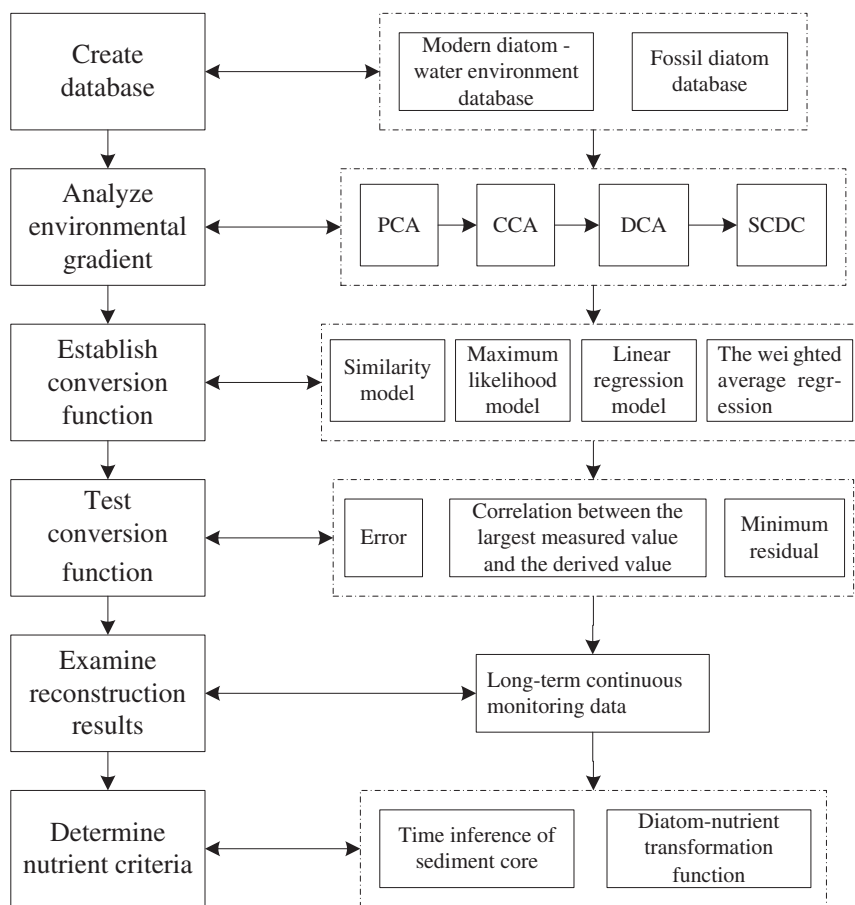 Create
database
Modern diatom -
water environment
database
Fossil diatom
database
Analyze
environmental
gradient
PCA
CCA
DCA
SCDC
Establish
conversion
function
Similarity
model
Maximum
likelihood
model
Linear
regression
model
The wei ghted
average regr-
ession
Test
conversion
function
Error
Correlation between the
largest measured value
and the derived value
Minimum
residual
Examine
reconstruction
results
Long-term continuous
monitoring data
Determine
nutrient criteria
Time inference of
sediment core
Diatom-nutrient
transformation
function